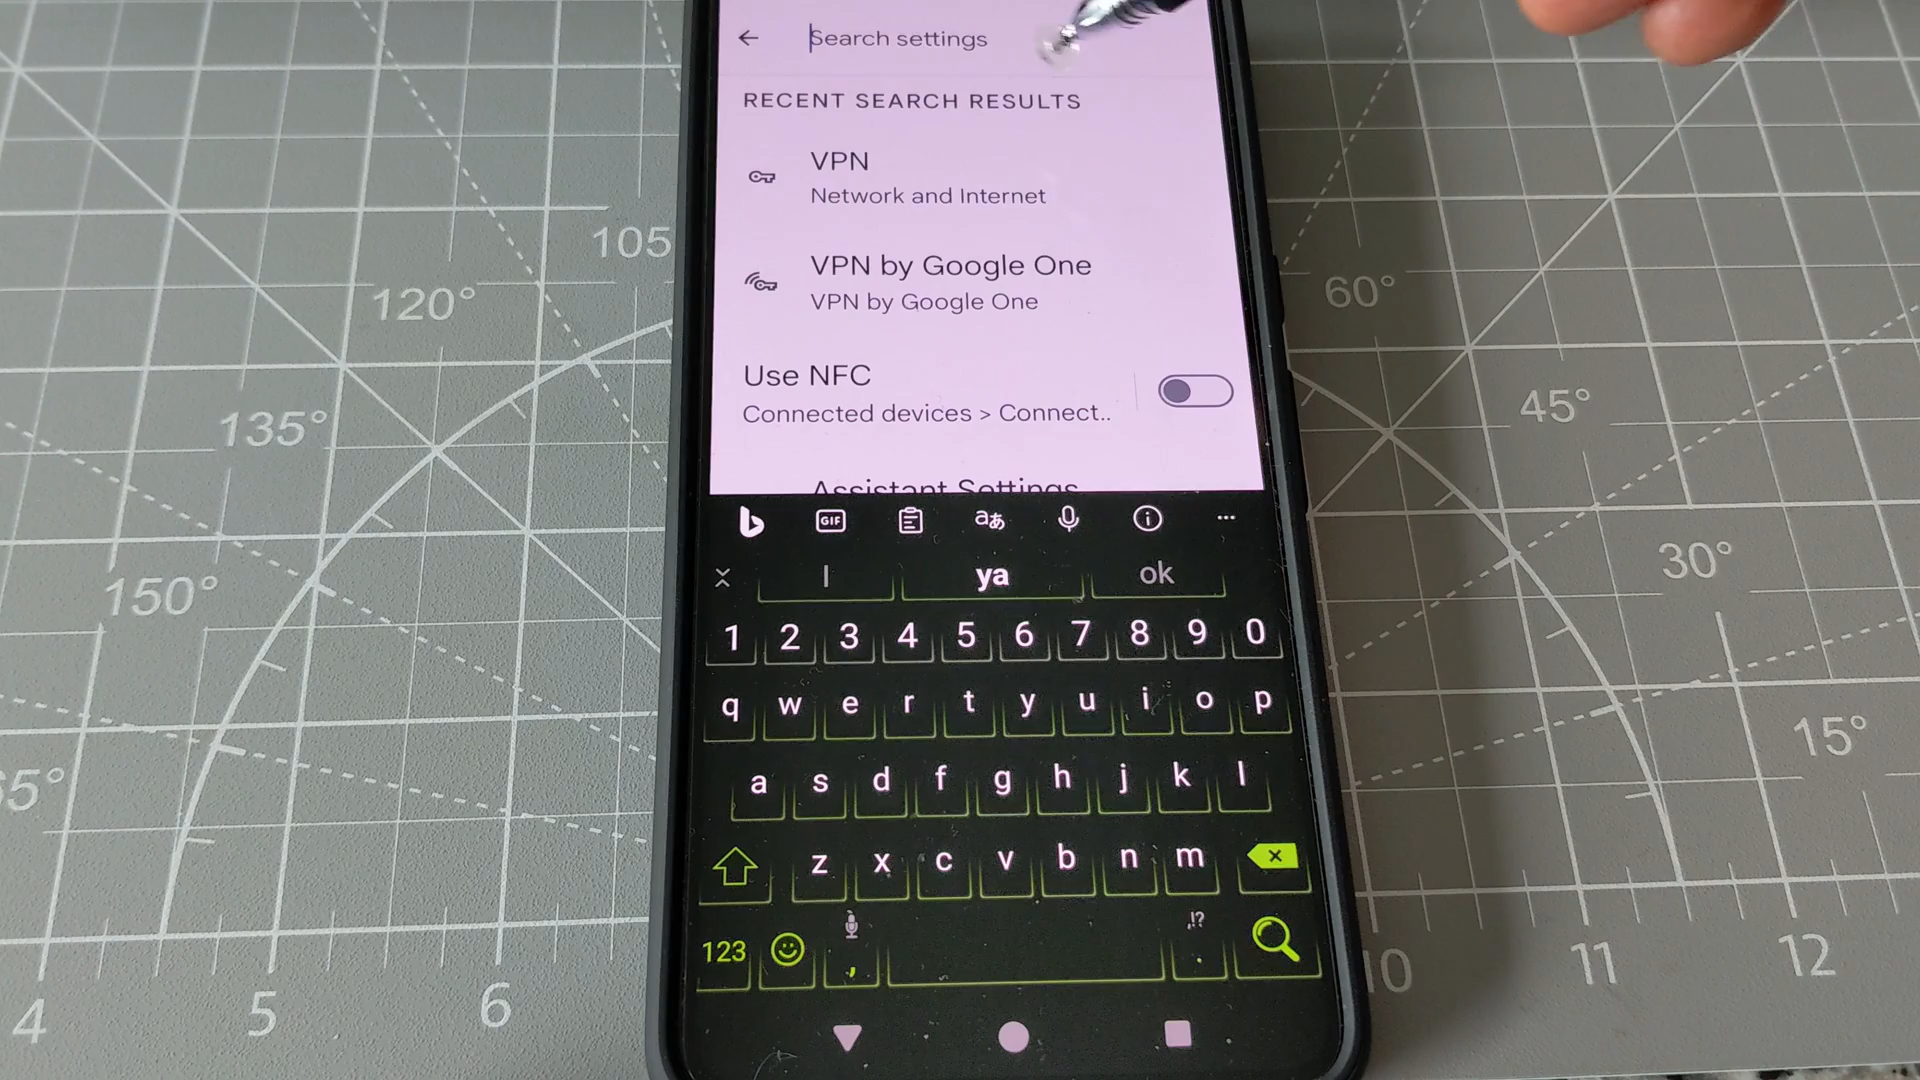 Search settings
RECENT SEARCH RESULTS
VPN
Network and Internet
VPN by Google One
VPN by Google One
Use NFC
Connected devices > Connect..
Assistant Settings
GIF
aあ
I
ya
ok
1 2 3 4 5 6 7 8 9 0
q w e r t y u i o p
a s d f g h j k l
z x c v b n m
123 , .
!?
105
120°
135°
150°
65°
60°
45°
30°
15°
4 5 6 10 11 12